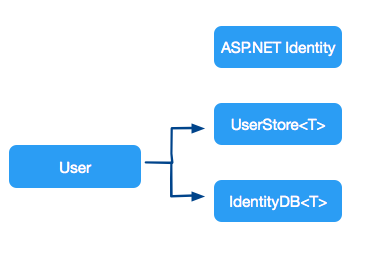 ASP.NET Identity
UserStore<T>
User
IdentityDB<T>